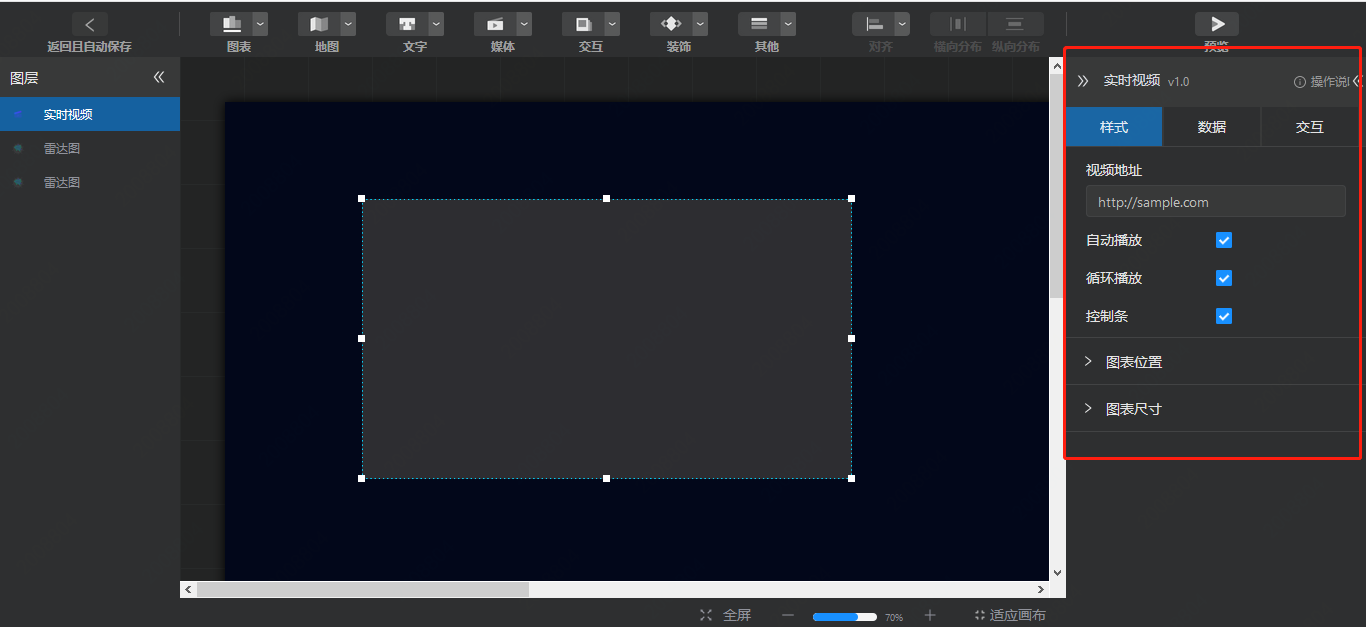 返回且自动保存
图表
地图
文字
媒体
交互
装饰
其他
对齐
横向分布
纵向分布
预览
图层
实时视频
雷达图
雷达图
实时视频 v1.0
操作说
样式
数据
交互
视频地址
http://sample.com
自动播放
循环播放
控制条
图表位置
图表尺寸
全屏
70%
适应画布